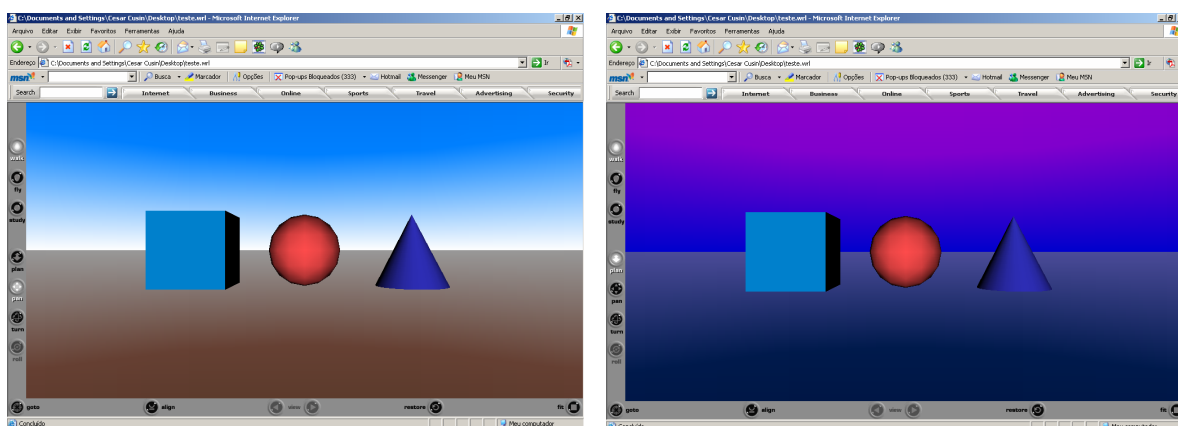 C:\Documents and Settings\Cesar Cusin\Desktop\teste.wrl - Microsoft Internet Explorer
Arquivo Editar Exibir Favoritos Ferramentas Ajuda
Endereço C:\Documents and Settings\Cesar Cusin\Desktop\teste.wrl Ir
msn Busca Marcador Opções Pop-ups Bloqueados (333) Hotmail Messenger Meu MSN
Search Internet Business Online Sports Travel Advertising Security
walk
fly
study
plan
pan
turn
roll
goto align view restore fit
Concluído Meu computador
C:\Documents and Settings\Cesar Cusin\Desktop\teste.wrl - Microsoft Internet Explorer
Arquivo Editar Exibir Favoritos Ferramentas Ajuda
Endereço C:\Documents and Settings\Cesar Cusin\Desktop\teste.wrl Ir
msn Busca Marcador Opções Pop-ups Bloqueados (333) Hotmail Messenger Meu MSN
Search Internet Business Online Sports Travel Advertising Security
walk
fly
study
plan
pan
turn
roll
goto align view restore fit
Concluído Meu computador